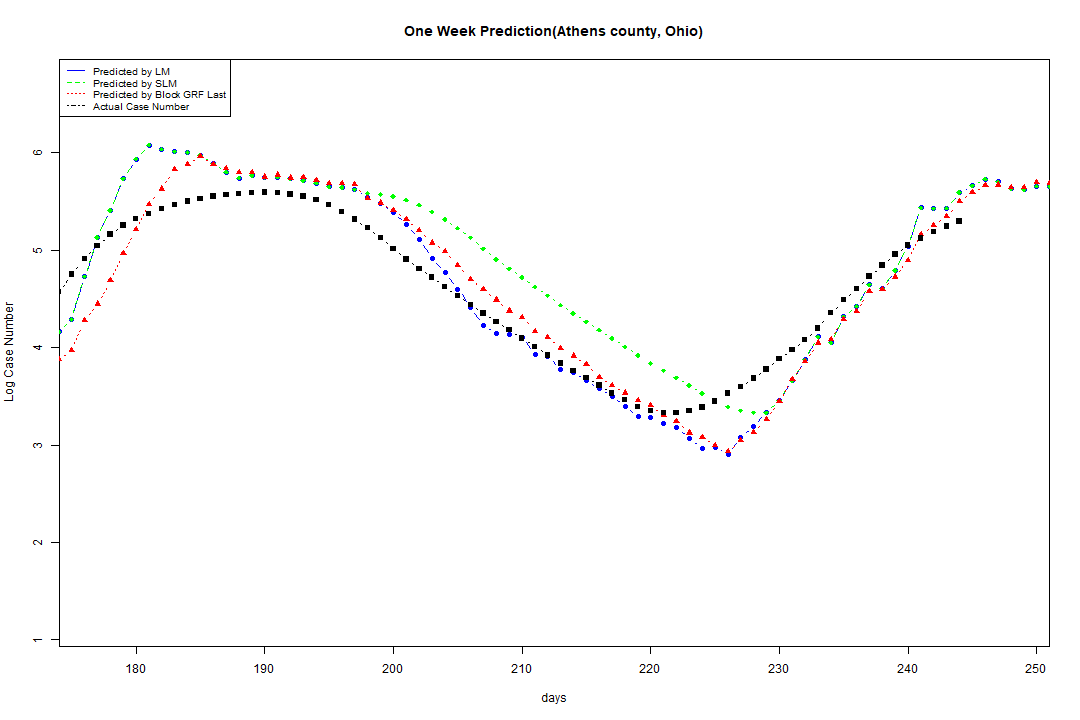 One Week Prediction(Athens county, Ohio)
Predicted by LM
Predicted by SLM
Predicted by Block GRF Last
Actual Case Number
Log Case Number
6
5
4
3
2
1
180 190 200 210 220 230 240 250
days